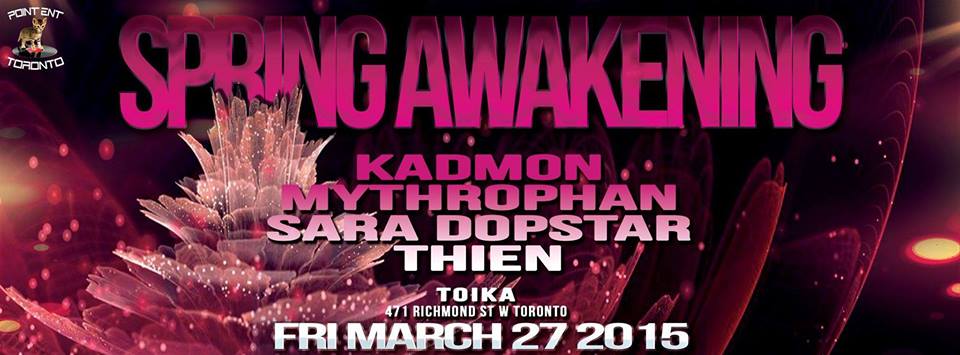 POINT ENT
TORONTO
SPRING AWAKENING
KADMON
MYTHROPHAN
SARA DOPSTAR
THIEN
TOIKA
471 RICHMOND ST W TORONTO
FRI MARCH 27 2015